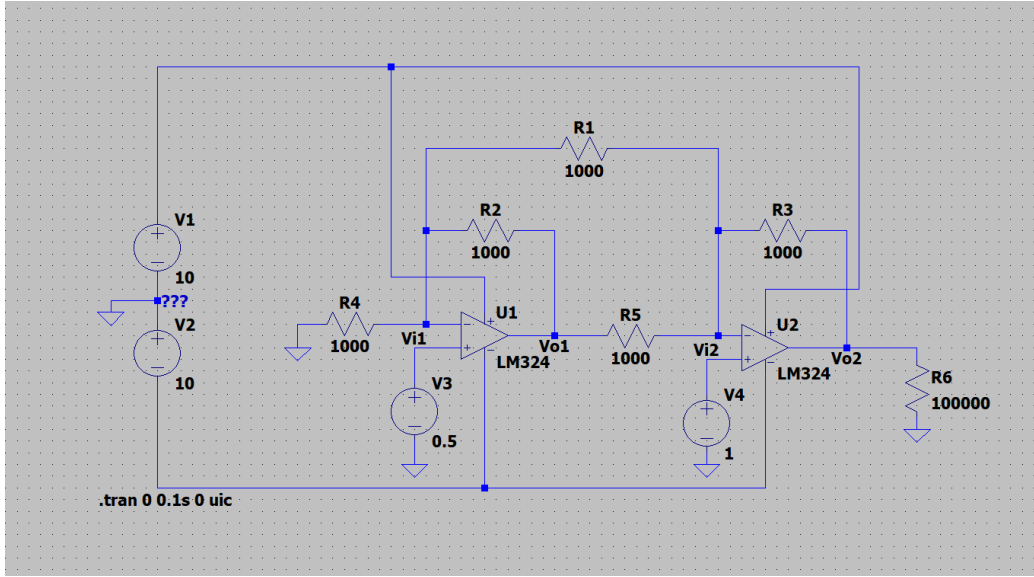 R1
1000
R2
1000
R3
1000
V1
10
???
V2
10
R4
1000
Vi1
U1
LM324
Vo1
R5
1000
Vi2
U2
LM324
Vo2
V3
0.5
V4
1
R6
100000
.tran 0 0.1s 0 uic